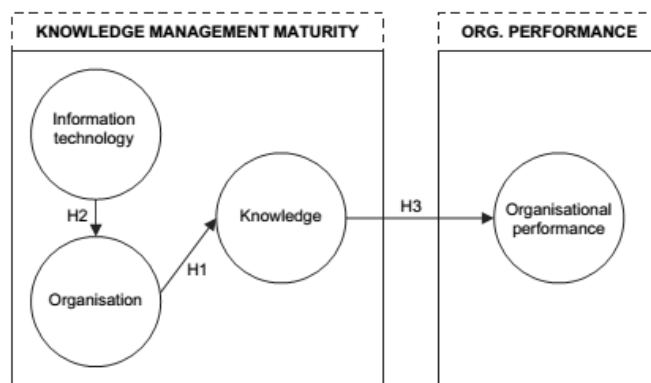 KNOWLEDGE MANAGEMENT MATURITY
ORG. PERFORMANCE
Information
technology
H2
Organisation
H1
Knowledge
H3
Organisational
performance